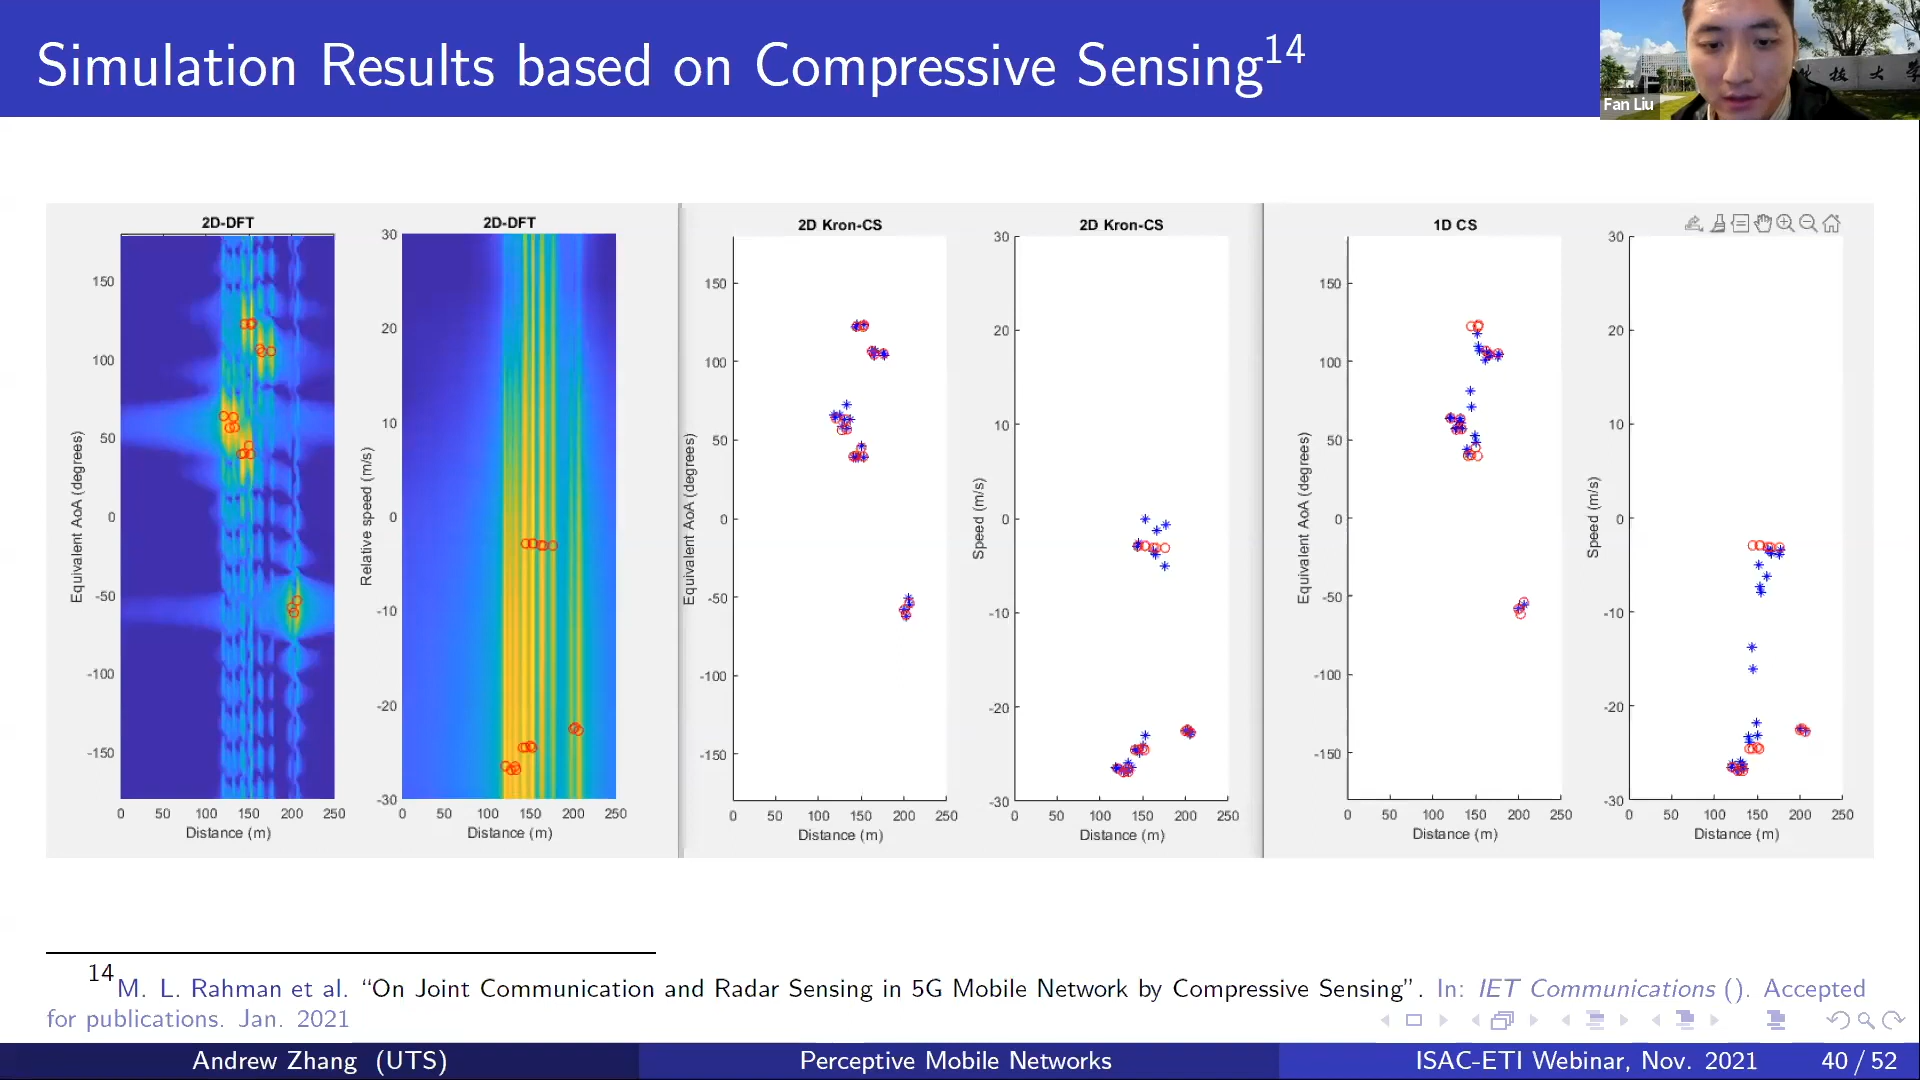 Simulation Results based on Compressive Sensing14
技 大 学
Fan Liu
2D-DFT
150
100
50
0
-50
-100
-150
Equivalent AoA (degrees)
0 50 100 150 200 250
Distance (m)
2D-DFT
30
20
10
0
-10
-20
-30
Relative speed (m/s)
0 50 100 150 200 250
Distance (m)
2D Kron-CS
150
100
50
0
-50
-100
-150
Equivalent AoA (degrees)
0 50 100 150 200 250
Distance (m)
2D Kron-CS
30
20
10
0
-10
-20
-30
Speed (m/s)
0 50 100 150 200 250
Distance (m)
1D CS
150
100
50
0
-50
-100
-150
Equivalent AoA (degrees)
0 50 100 150 200 250
Distance (m)
30
20
10
0
-10
-20
-30
Speed (m/s)
0 50 100 150 200 250
Distance (m)
14 M. L. Rahman et al. “On Joint Communication and Radar Sensing in 5G Mobile Network by Compressive Sensing”. In: IET Communications (). Accepted
for publications. Jan. 2021
Andrew Zhang (UTS) Perceptive Mobile Networks ISAC-ETI Webinar, Nov. 2021 40 / 52